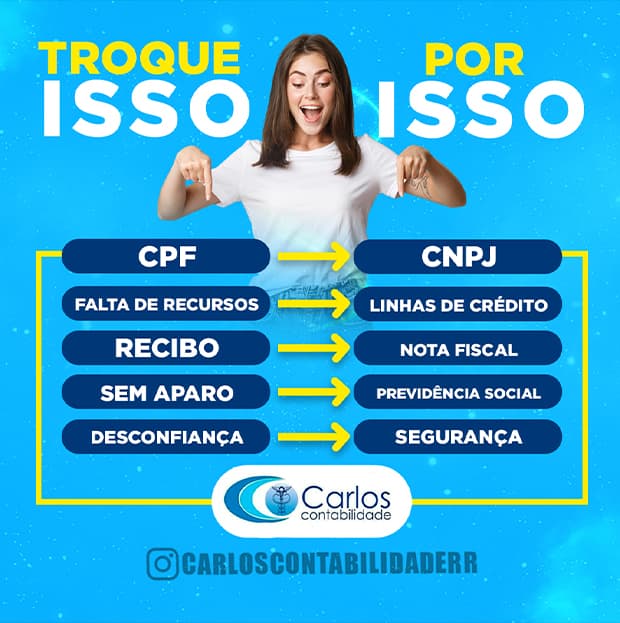 TROQUE
ISSO
POR
ISSO
CPF
CNPJ
FALTA DE RECURSOS
LINHAS DE CRÉDITO
RECIBO
NOTA FISCAL
SEM APARO
PREVIDÊNCIA SOCIAL
DESCONFIANÇA
SEGURANÇA
Carlos
contabilidade
CARLOSCONTABILIDADERR